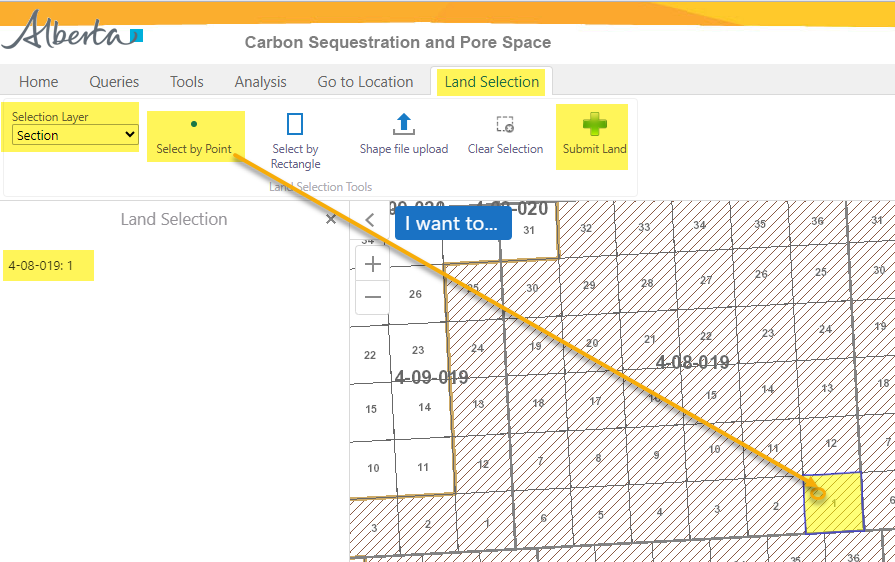 Alberta
Carbon Sequestration and Pore Space
Home Queries Tools Analysis Go to Location Land Selection
Selection Layer
Section
Select by Point
Select by
Rectangle
Shape file upload
Clear Selection
Submit Land
Land Selection Tools
Land Selection
4-08-019: 1
I want to...
31 32 33 34 35 36 31
26 25 30 29 28 27 26 25 30
22 23 24 19 20 21 22 23 24 19
4-09-019
4-08-019
15 14 13 18 17 16 15 14 13 18
10 11 12 7 8 9 10 11 12 7
3 2 1 6 5 4 3 2 1 6
35 36